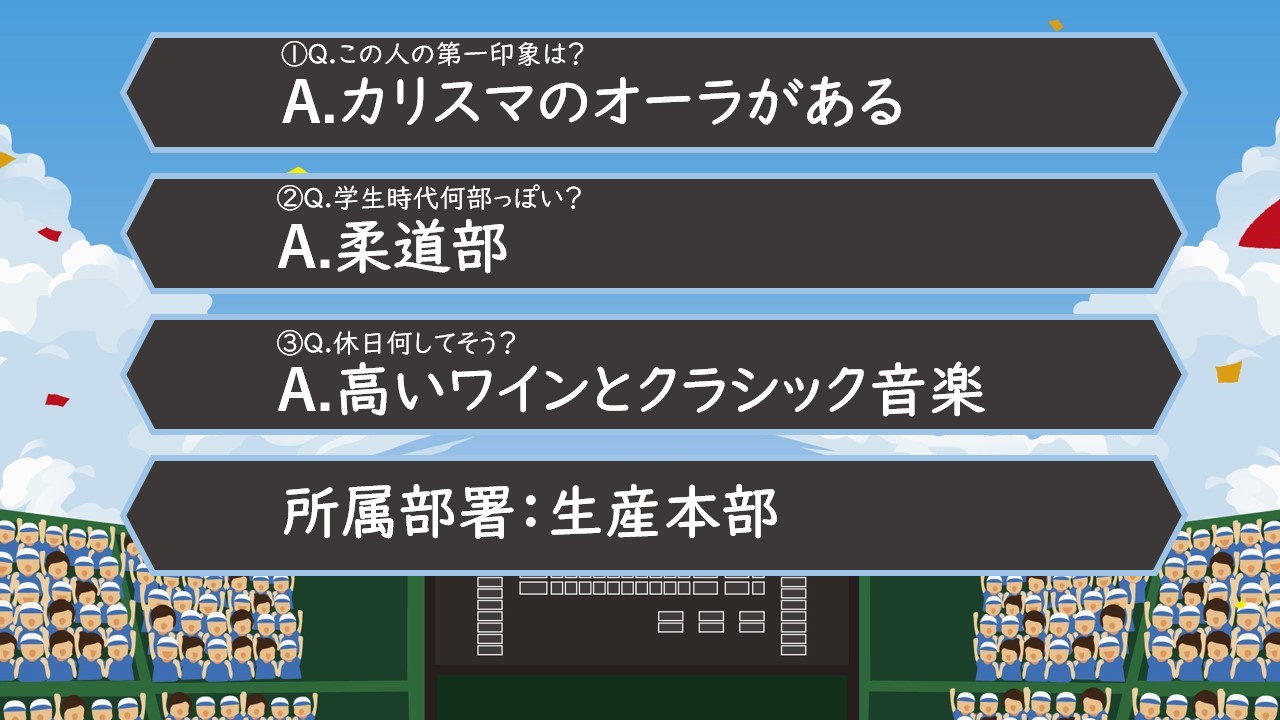 ①Q.この人の第一印象は？
A.カリスマのオーラがある
②Q.学生時代何部っぽい？
A.柔道部
③Q.休日何してそう？
A.高いワインとクラシック音楽
所属部署：生産本部